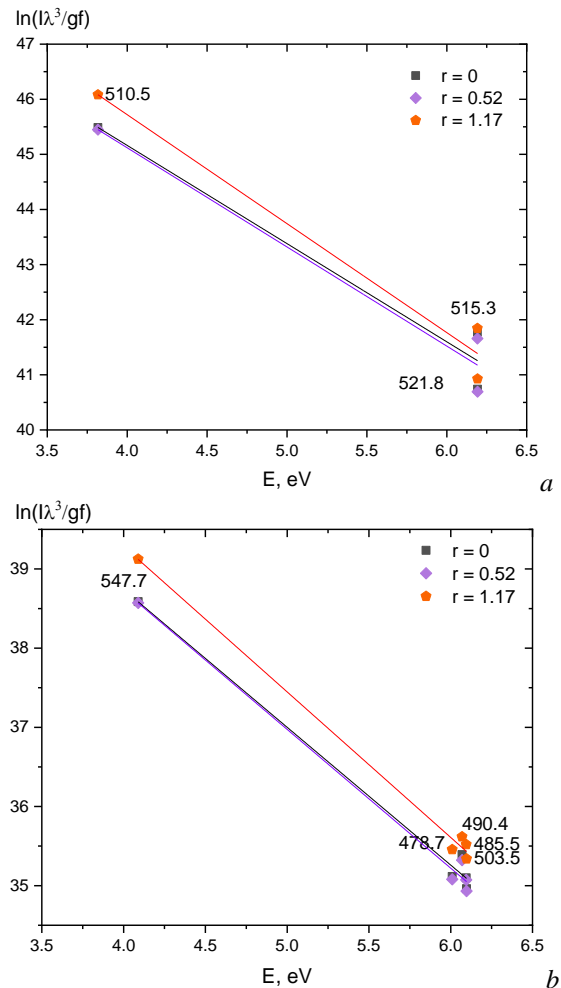 ln(Iλ³/gf)
47
46
45
44
43
42
41
40
510.5
r = 0
r = 0.52
r = 1.17
515.3
521.8
3.5 4.0 4.5 5.0 5.5 6.0 6.5
E, eV
a
ln(Iλ³/gf)
39
38
37
36
35
547.7
r = 0
r = 0.52
r = 1.17
490.4
478.7 485.5
503.5
3.5 4.0 4.5 5.0 5.5 6.0 6.5
E, eV
b